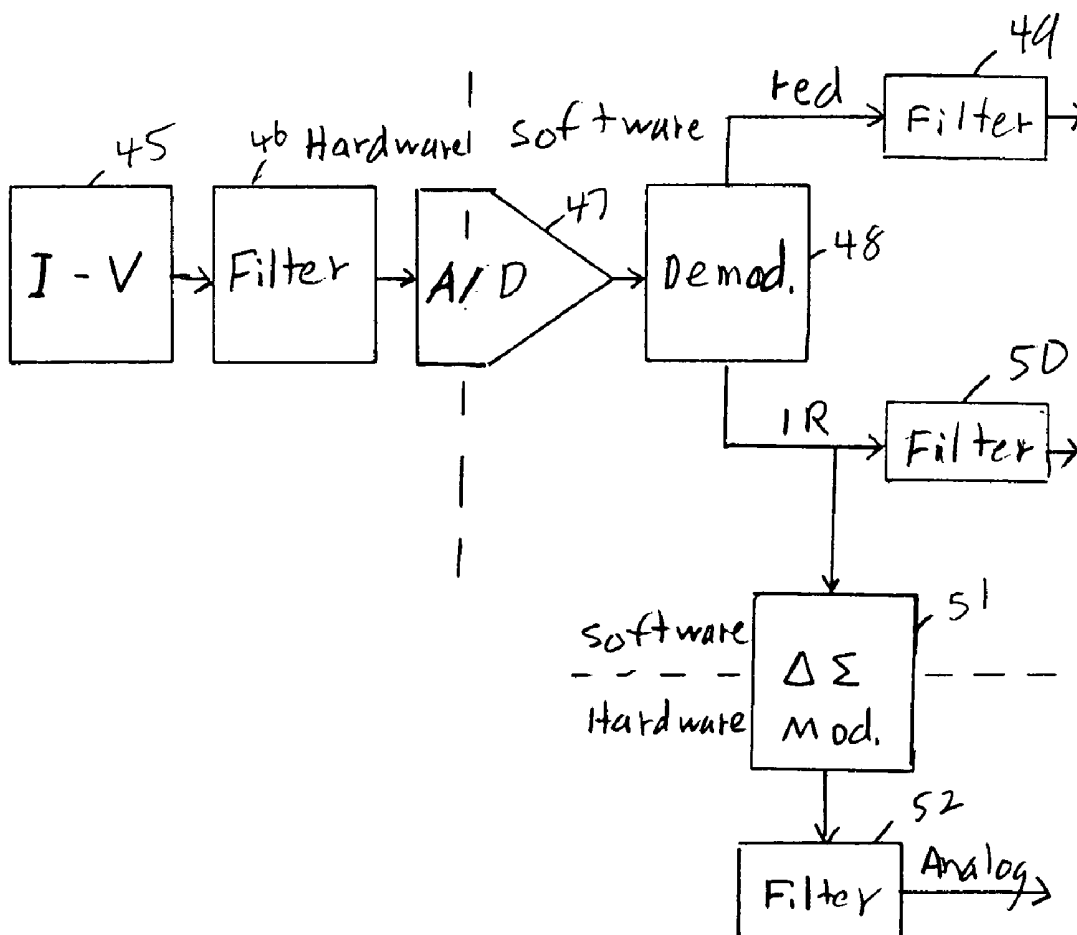 49
red
Filter
45
46 Hardware
Software
47
I - V
Filter
A/D
Demod.
48
50
IR
Filter
51
Software
Δ Σ
Hardware
Mod.
52
Analog
Filter